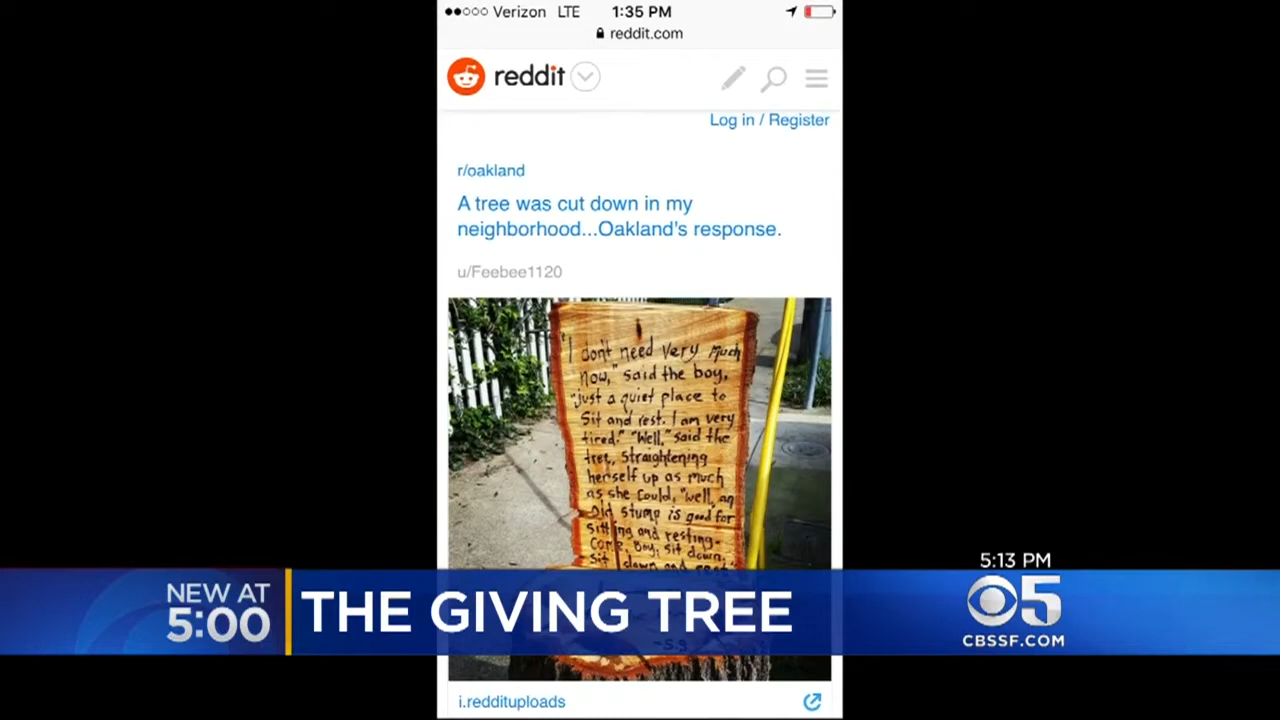 Verizon LTE 1:35 PM
reddit.com
reddit
Log in / Register
r/oakland
A tree was cut down in my
neighborhood...Oakland's response.
u/Feebee1120
"I don't need very much
now," said the boy.
"just a quiet place to
sit and rest. I am very
tired." "Well," said the
tree, straightening
herself up as much
as she could, "well, an
old stump is good for
sitting and resting.
Come, boy, sit down.
Sit down and rest
~S.S
NEW AT
5:00
THE GIVING TREE
5:13 PM
5
CBSSF.COM
i.reddituploads